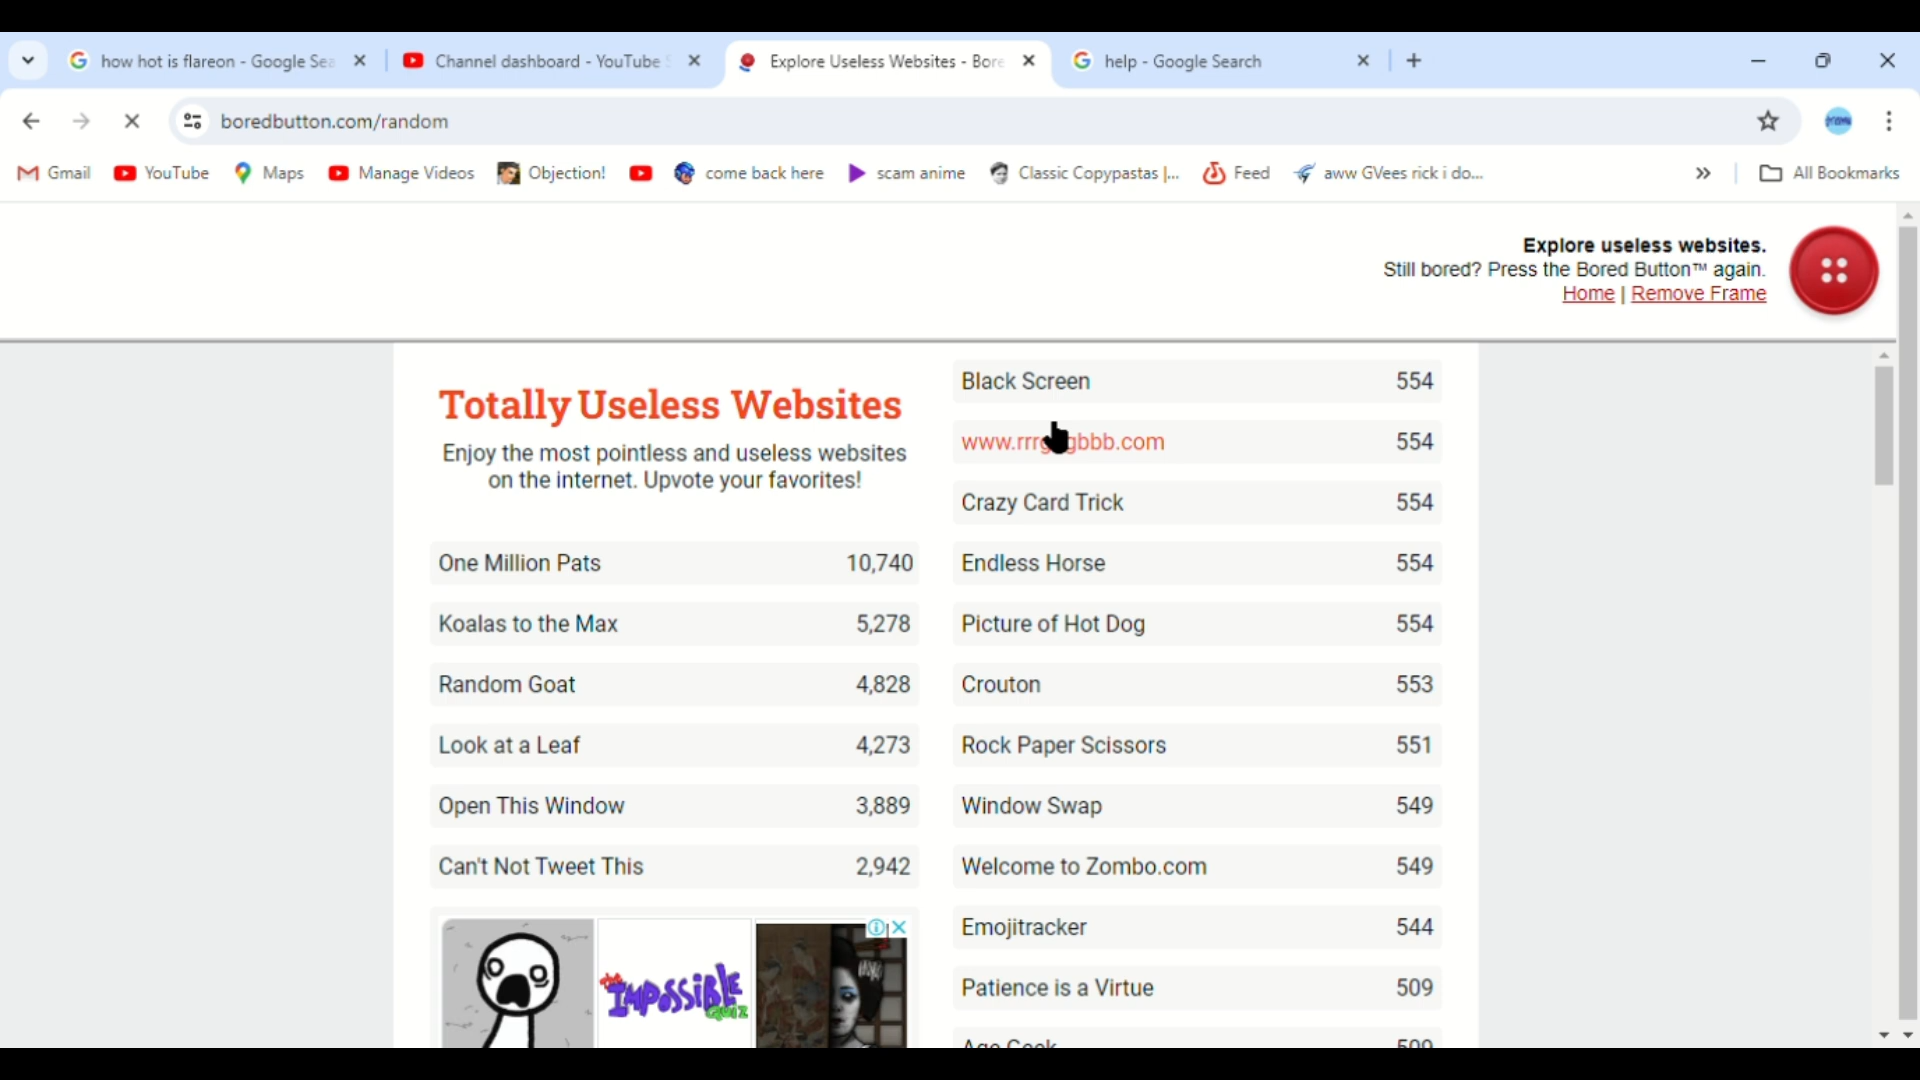 how hot is flareon - Google Sea
Channel dashboard - YouTube S
Explore Useless Websites - Bore
help - Google Search
boredbutton.com/random
Gmail
YouTube
Maps
Manage Videos
Objection!
come back here
scam anime
Classic Copypastas |...
Feed
aww GVees rick i do...
All Bookmarks
Explore useless websites.
Still bored? Press the Bored Button™ again.
Home | Remove Frame
Totally Useless Websites
Enjoy the most pointless and useless websites
on the internet. Upvote your favorites!
One Million Pats 10,740
Koalas to the Max 5,278
Random Goat 4,828
Look at a Leaf 4,273
Open This Window 3,889
Can't Not Tweet This 2,942
the IMPOSSIBLE QUIZ
Black Screen 554
554
Crazy Card Trick 554
Endless Horse 554
Picture of Hot Dog 554
Crouton 553
Rock Paper Scissors 551
Window Swap 549
Welcome to Zombo.com 549
Emojitracker 544
Patience is a Virtue 509